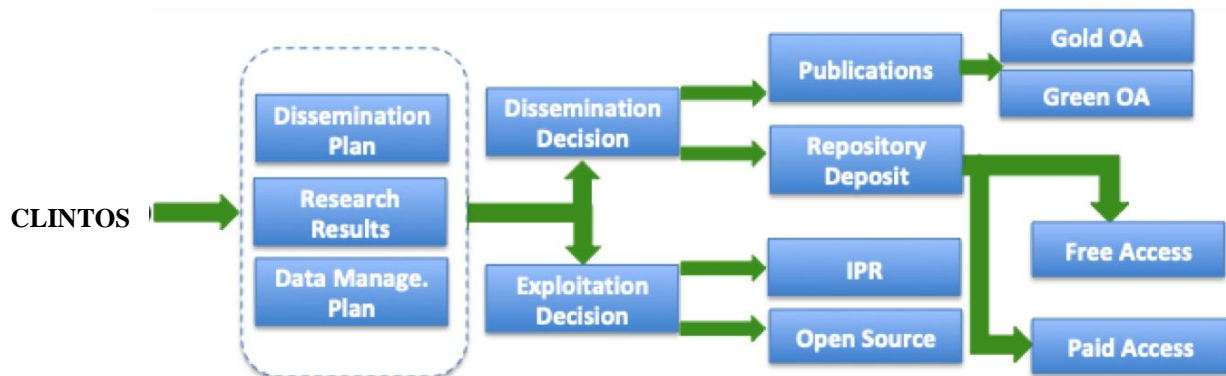 CLINTOS
Dissemination
Plan
Research
Results
Data Manage.
Plan
Dissemination
Decision
Exploitation
Decision
Publications
Repository
Deposit
IPR
Open Source
Gold OA
Green OA
Free Access
Paid Access